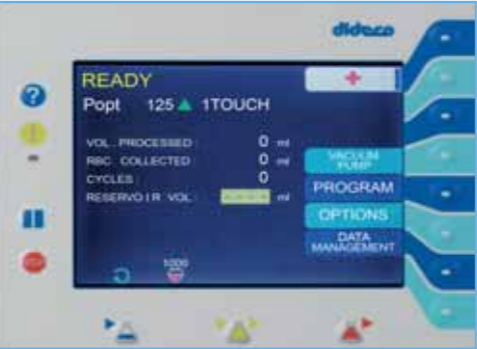 dideco
READY
Popt 125 1TOUCH
VOL. PROCESSED: 0 ml
RBC COLLECTED: 0 ml
CYCLES: 0
RESERVOIR VOL: ml
VACUUM
PUMP
PROGRAM
OPTIONS
DATA
MANAGEMENT
1000
?
STOP